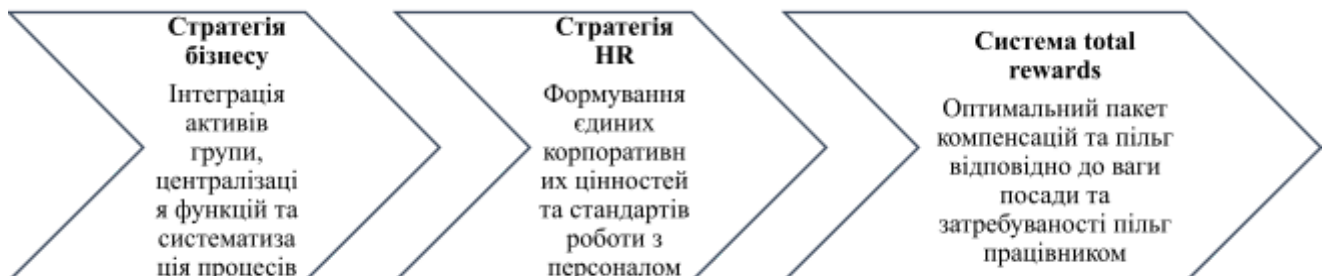 Стратегія
бізнесу
Інтеграція
активів
групи,
централізаці
я функцій та
систематиза
ція процесів
Стратегія
HR
Формування
єдиних
корпоративн
их цінностей
та стандартів
роботи з
персоналом
Система total
rewards
Оптимальний пакет
компенсацій та пільг
відповідно до ваги
посади та
затребуваності пільг
працівником